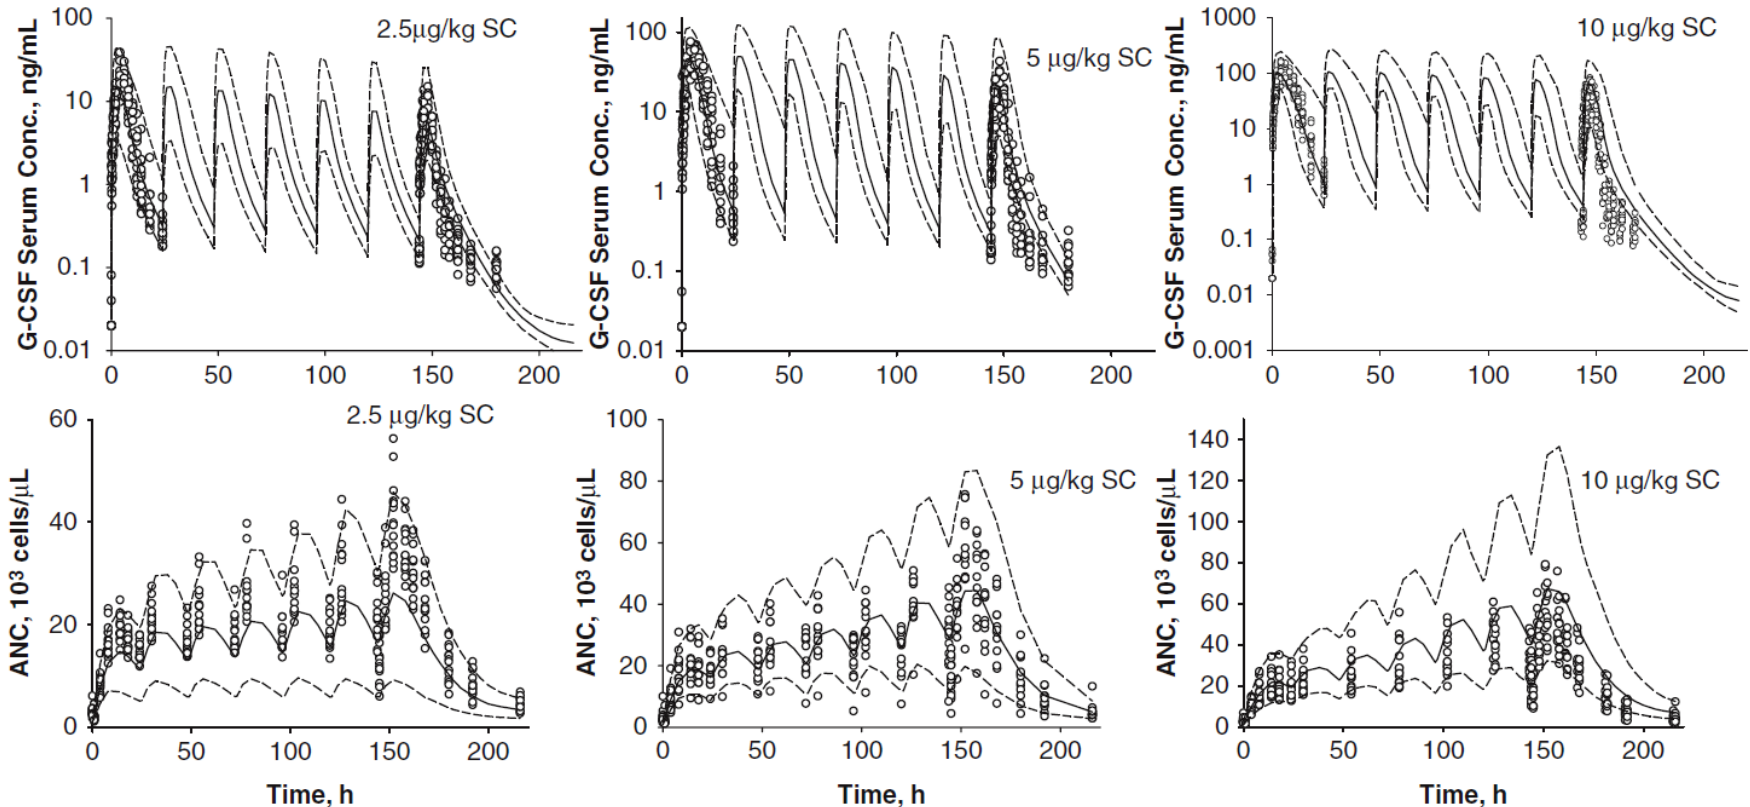 G-CSF Serum Conc., ng/mL
100
10
1
0.1
0.01
2.5µg/kg SC
0 50 100 150 200
G-CSF Serum Conc., ng/mL
100
10
1
0.1
0.01
5 µg/kg SC
0 50 100 150 200
G-CSF Serum Conc., ng/mL
1000
100
10
1
0.1
0.01
0.001
10 µg/kg SC
0 50 100 150 200
ANC, 10³ cells/µL
60
40
20
0
2.5 µg/kg SC
0 50 100 150 200
Time, h
ANC, 10³ cells/µL
100
80
60
40
20
0
5 µg/kg SC
0 50 100 150 200
Time, h
ANC, 10³ cells/µL
140
120
100
80
60
40
20
0
10 µg/kg SC
0 50 100 150 200
Time, h